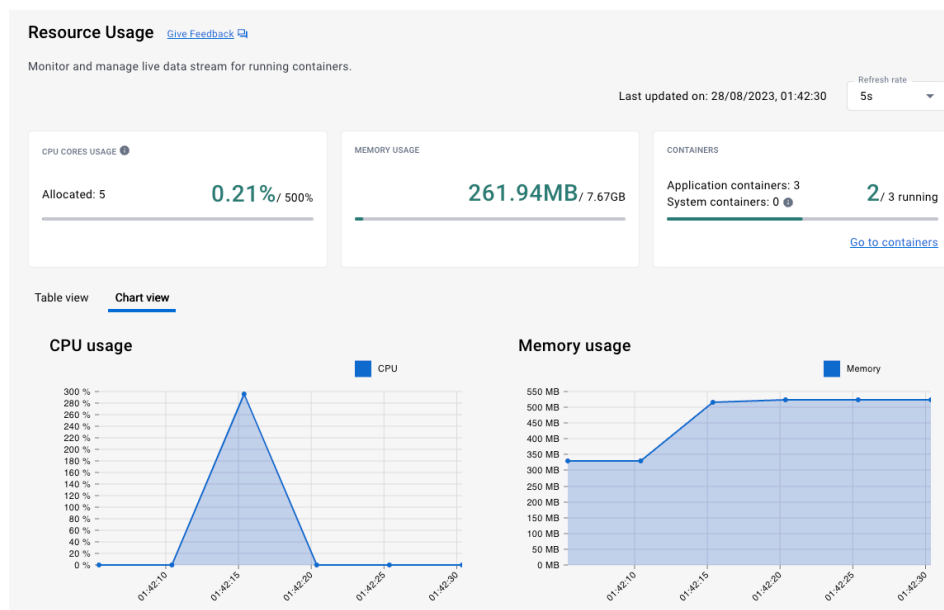 Resource Usage Give Feedback
Monitor and manage live data stream for running containers.
Last updated on: 28/08/2023, 01:42:30
Refresh rate
5s
CPU CORES USAGE
Allocated: 5
0.21% / 500%
MEMORY USAGE
261.94MB / 7.67GB
CONTAINERS
Application containers: 3
System containers: 0
2 / 3 running
Go to containers
Table view Chart view
CPU usage
CPU
300 %
280 %
260 %
240 %
220 %
200 %
180 %
160 %
140 %
120 %
100 %
80 %
60 %
40 %
20 %
0 %
01:42:10
01:42:15
01:42:20
01:42:25
01:42:30
Memory usage
Memory
550 MB
500 MB
450 MB
400 MB
350 MB
300 MB
250 MB
200 MB
150 MB
100 MB
50 MB
0 MB
01:42:10
01:42:15
01:42:20
01:42:25
01:42:30